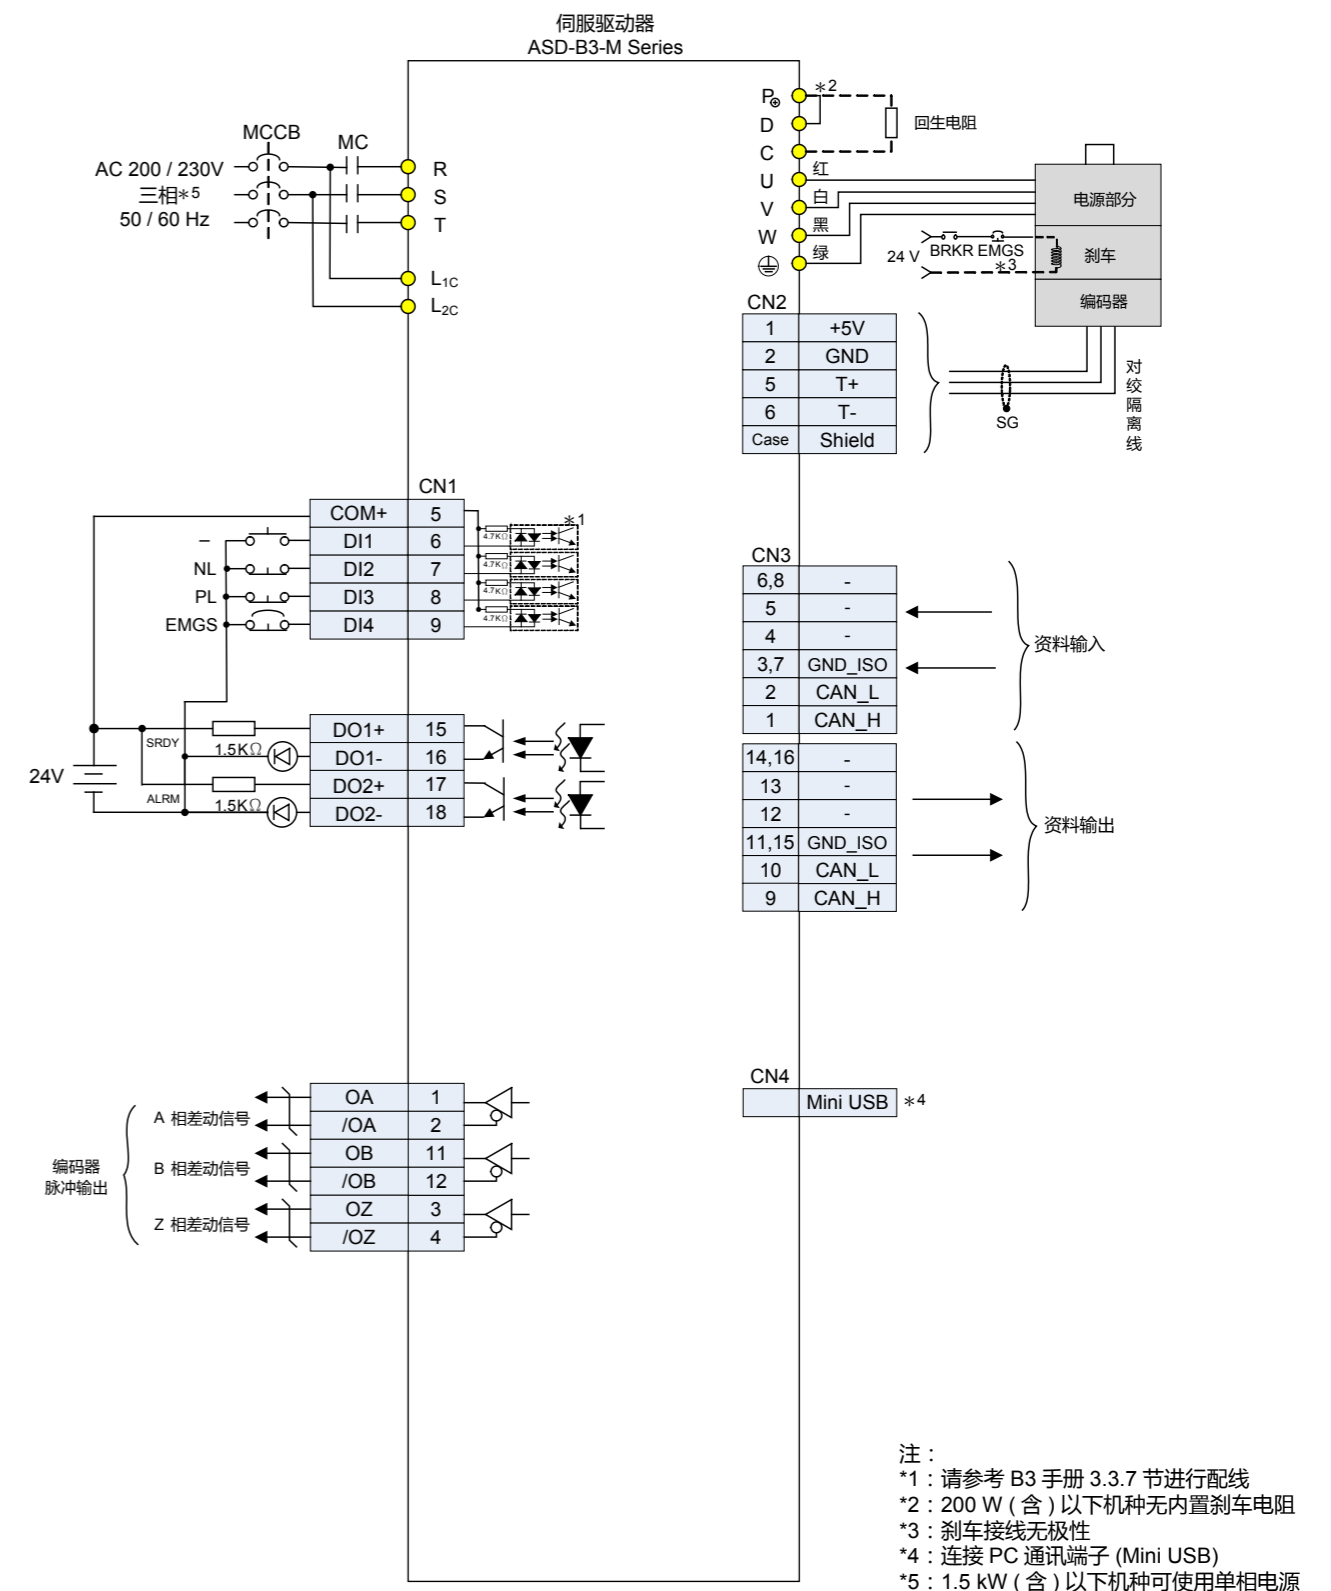 伺服驱动器
ASD-B3-M Series
MCCB
MC
AC 200 / 230V
三相*5
50 / 60 Hz
R
S
T
L1C
L2C
P⊕
*2
D
C
U
V
W
回生电阻
红
白
黑
绿
电源部分
刹车
编码器
24 V
BRKR EMGS
*3
CN2
1 +5V
2 GND
5 T+
6 T-
Case Shield
SG
对绞隔离线
CN1
COM+ 5
– DI1 6
NL DI2 7
PL DI3 8
EMGS DI4 9
*1
4.7KΩ
4.7KΩ
4.7KΩ
4.7KΩ
CN3
6,8 -
5 -
4 -
3,7 GND_ISO
2 CAN_L
1 CAN_H
资料输入
14,16 -
13 -
12 -
11,15 GND_ISO
10 CAN_L
9 CAN_H
资料输出
24V
SRDY
1.5KΩ
ALRM
1.5KΩ
DO1+ 15
DO1- 16
DO2+ 17
DO2- 18
CN4
Mini USB *4
编码器
脉冲输出
A 相差动信号
B 相差动信号
Z 相差动信号
OA 1
/OA 2
OB 11
/OB 12
OZ 3
/OZ 4
注：
*1：请参考 B3 手册 3.3.7 节进行配线
*2：200 W ( 含 ) 以下机种无内置刹车电阻
*3：刹车接线无极性
*4：连接 PC 通讯端子 (Mini USB)
*5：1.5 kW ( 含 ) 以下机种可使用单相电源